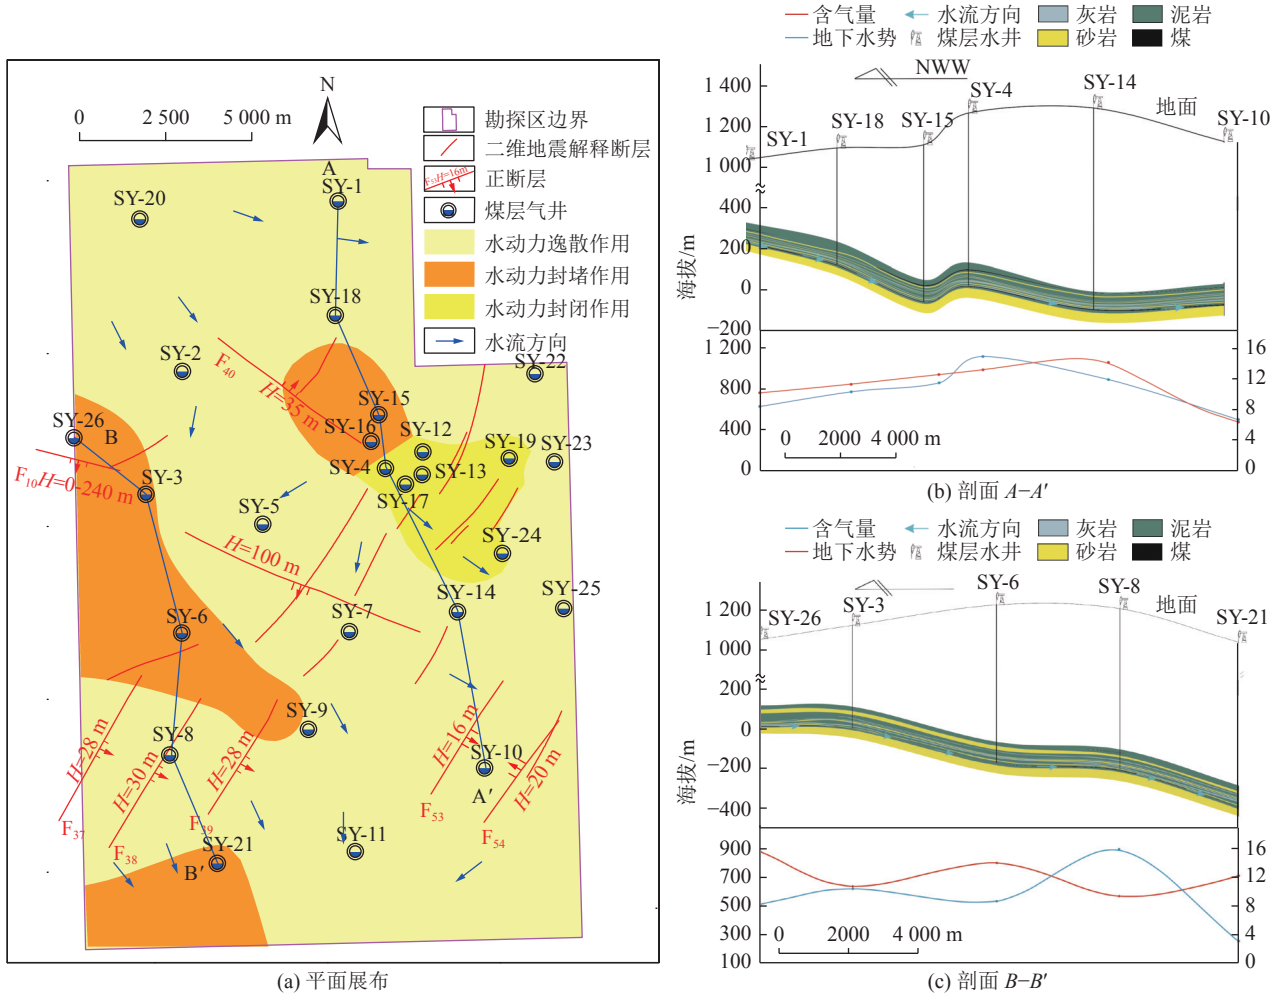 N
0 2 500 5 000 m
勘探区边界
二维地震解释断层
F₅₃H=16m
正断层
煤层气井
水动力逸散作用
水动力封堵作用
水动力封闭作用
水流方向
A
SY-1
SY-20
SY-18
SY-2
F₄₀
H=35 m
SY-22
SY-15
SY-26
B
SY-16
SY-12
SY-19
SY-23
SY-4
SY-13
F₁₀H=0-240 m
SY-3
SY-17
SY-5
H=100 m
SY-24
SY-6
SY-7
SY-14
SY-25
SY-9
SY-8
H=28 m
H=30 m
H=28 m
H=16 m
SY-10
H=20 m
A′
F₅₃
F₅₄
F₃₇
F₃₈
F₃₉
SY-21
B′
SY-11
(a) 平面展布
含气量 水流方向 灰岩 泥岩
地下水势 煤层水井 砂岩 煤
NWW
1 400
1 200
1 000
400
200
0
−200
海拔/m
SY-1
SY-18
SY-15
SY-4
SY-14
地面
SY-10
1 200
800
400
0
16
12
8
4
0
0 2000 4 000 m
(b) 剖面 A−A′
含气量 水流方向 灰岩 泥岩
地下水势 煤层水井 砂岩 煤
1 200
1 000
200
0
−200
−400
海拔/m
SY-26
SY-3
SY-6
SY-8
地面
SY-21
900
700
500
300
100
16
12
8
4
0
0 2000 4 000 m
(c) 剖面 B−B′